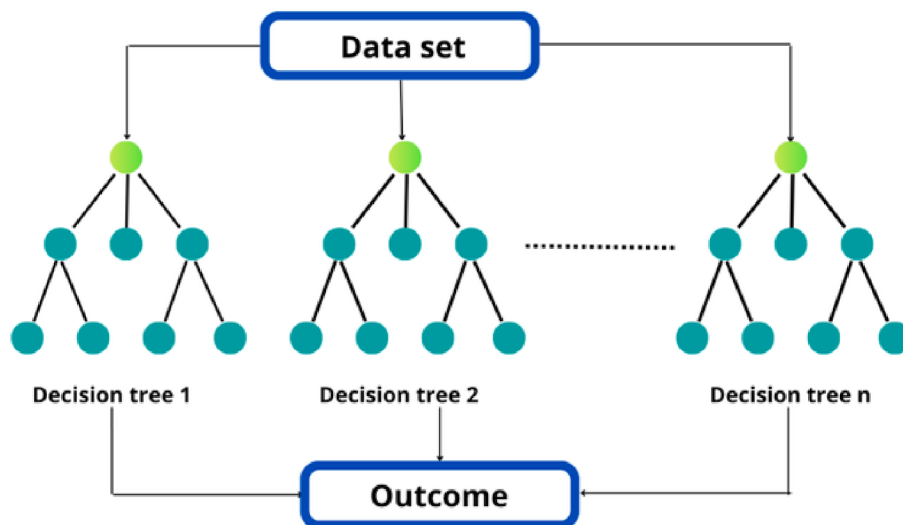 Data set
Decision tree 1
Decision tree 2
Decision tree n
Outcome